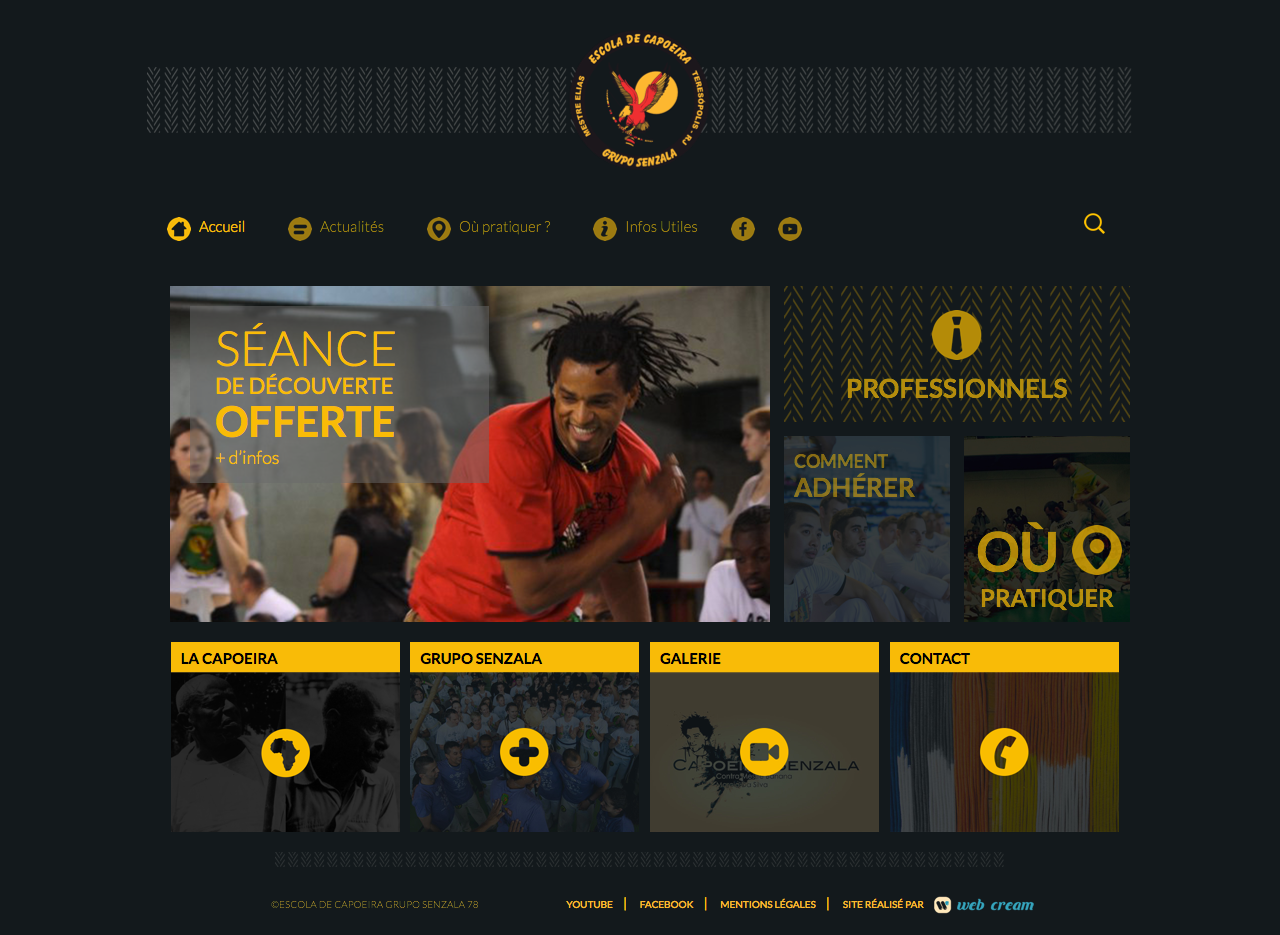 ESCOLA DE CAPOEIRA
MESTRE ELIAS
TERESÓPOLIS - RJ
GRUPO SENZALA
Accueil
Actualités
Où pratiquer ?
Infos Utiles
SÉANCE
DE DÉCOUVERTE
OFFERTE
+ d'infos
PROFESSIONNELS
COMMENT
ADHÉRER
OÙ
PRATIQUER
LA CAPOEIRA
GRUPO SENZALA
GALERIE
CONTACT
©ESCOLA DE CAPOEIRA GRUPO SENZALA 78
YOUTUBE | FACEBOOK | MENTIONS LÉGALES | SITE RÉALISÉ PAR web cream